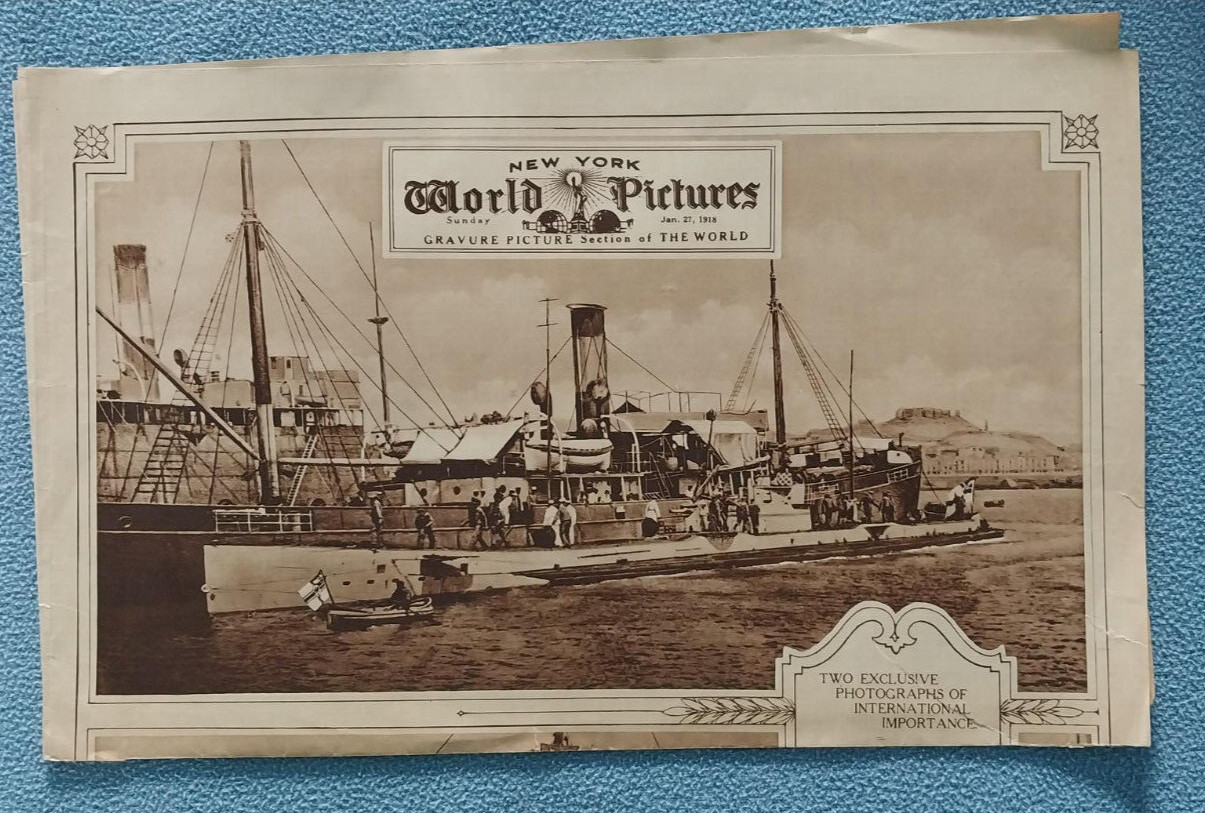 NEW YORK
World Pictures
Sunday Jan. 27, 1918
GRAVURE PICTURE Section of THE WORLD
TWO EXCLUSIVE
PHOTOGRAPHS OF
INTERNATIONAL
IMPORTANCE